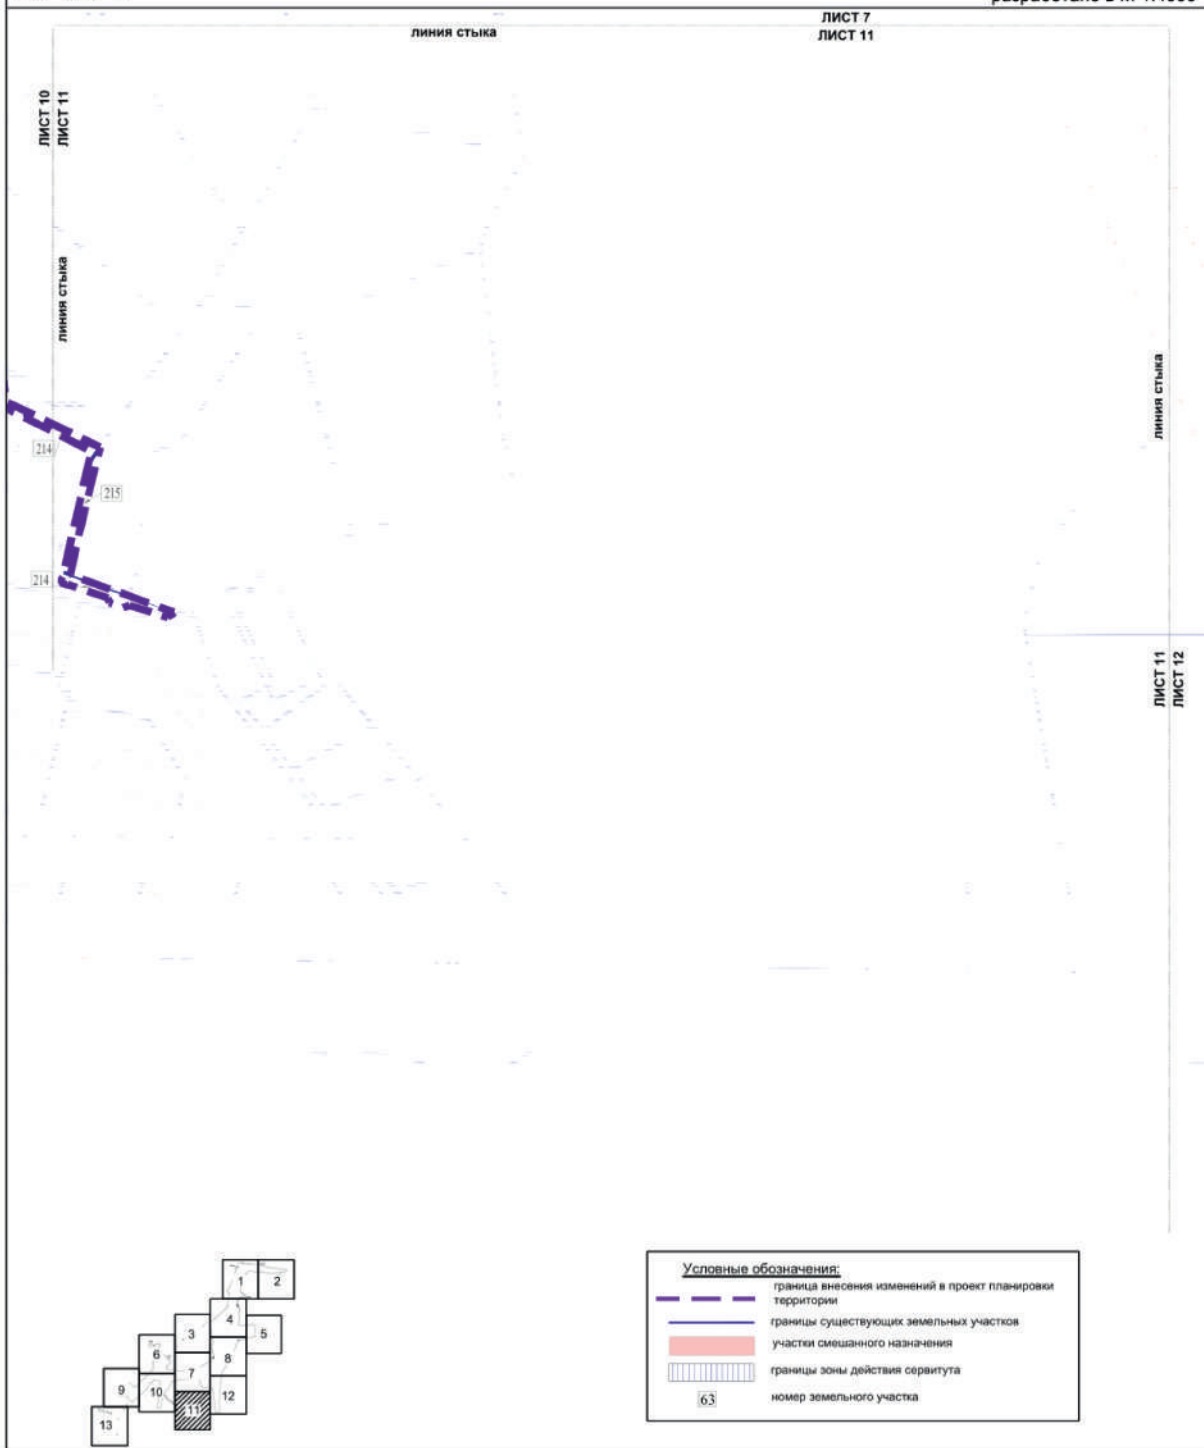 ЛИСТ 7
линия стыка
ЛИСТ 11
ЛИСТ 10
ЛИСТ 11
линия стыка
линия стыка
214
215
214
ЛИСТ 11
ЛИСТ 12
1
2
4
3
5
6
8
7
9
10
12
11
13
Условные обозначения:
граница внесения изменений в проект планировки
территории
границы существующих земельных участков
участки смешанного назначения
границы зоны действия сервитута
63
номер земельного участка